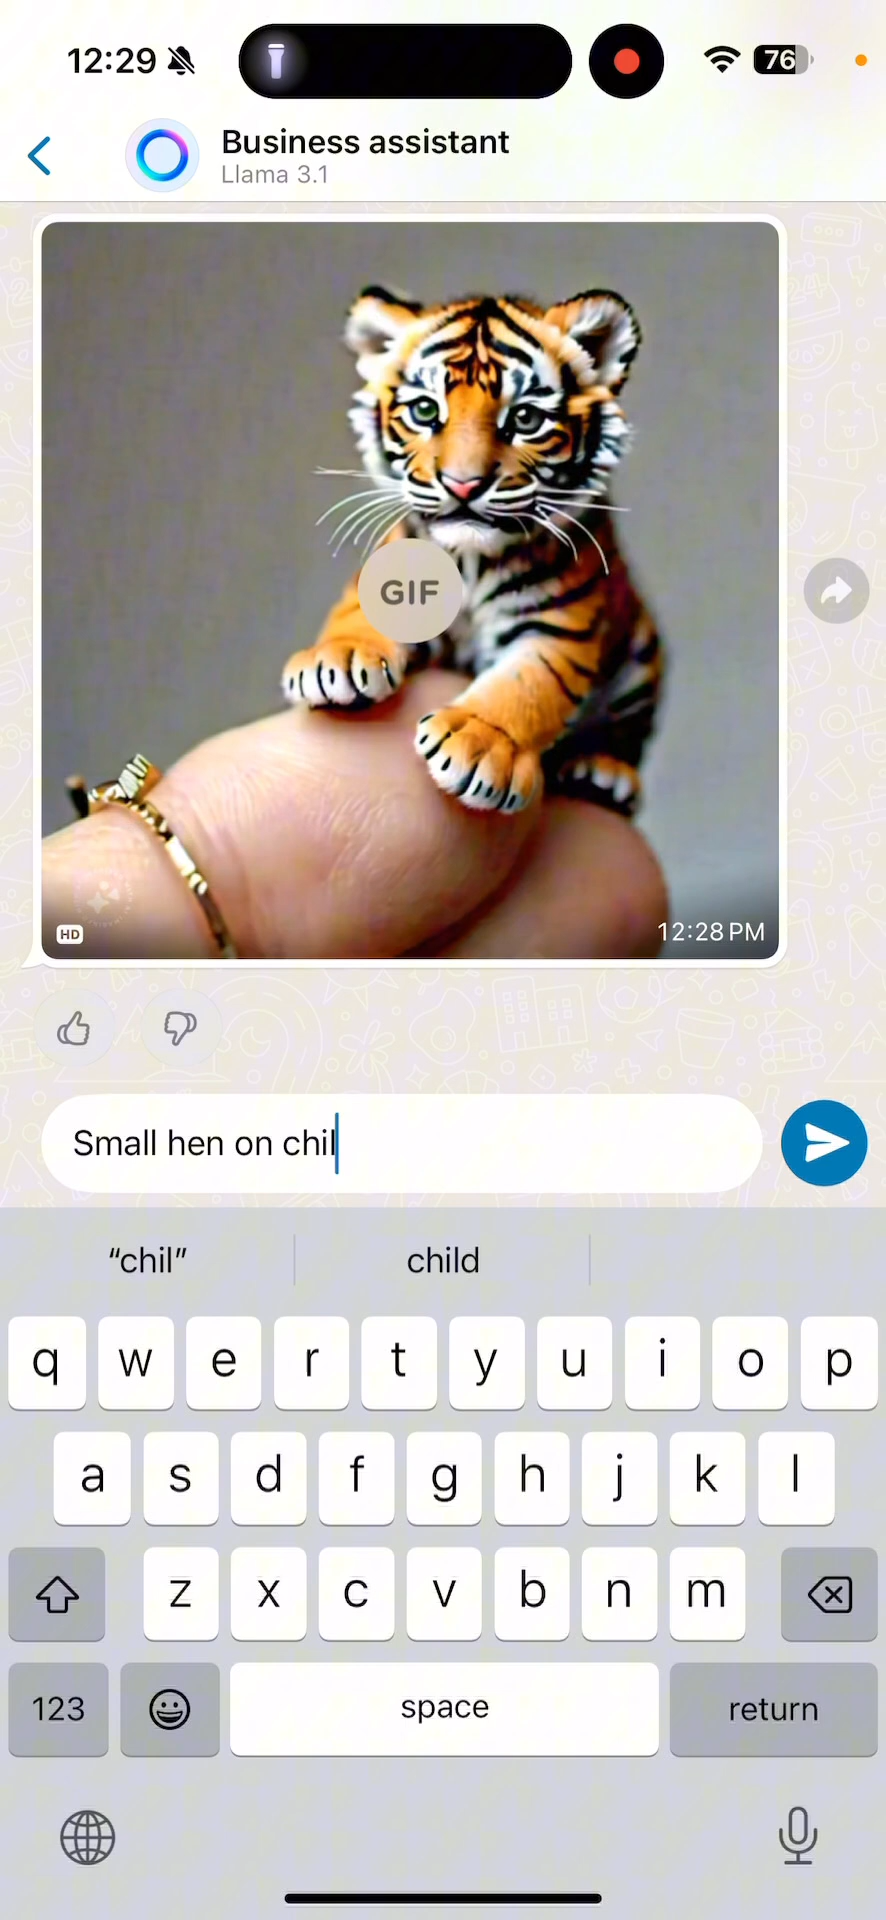 12:29
76
Business assistant
Llama 3.1
GIF
HD
12:28 PM
Small hen on chil
“chil”
child
q w e r t y u i o p
a s d f g h j k l
z x c v b n m
123
space
return